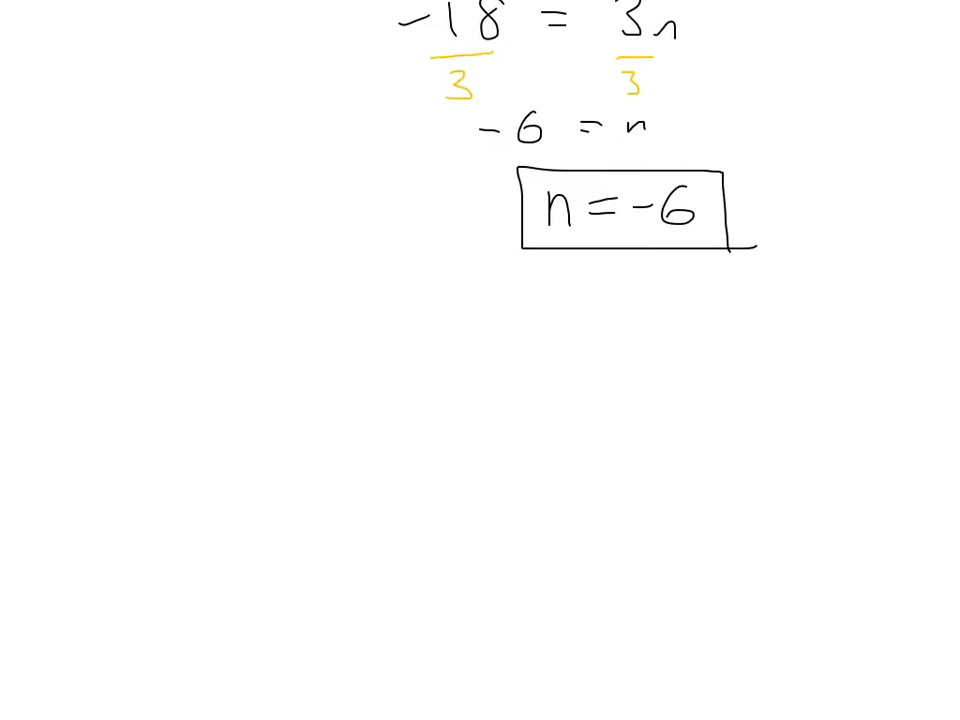 -18 = 3n
3 3
-6 = n
n = -6